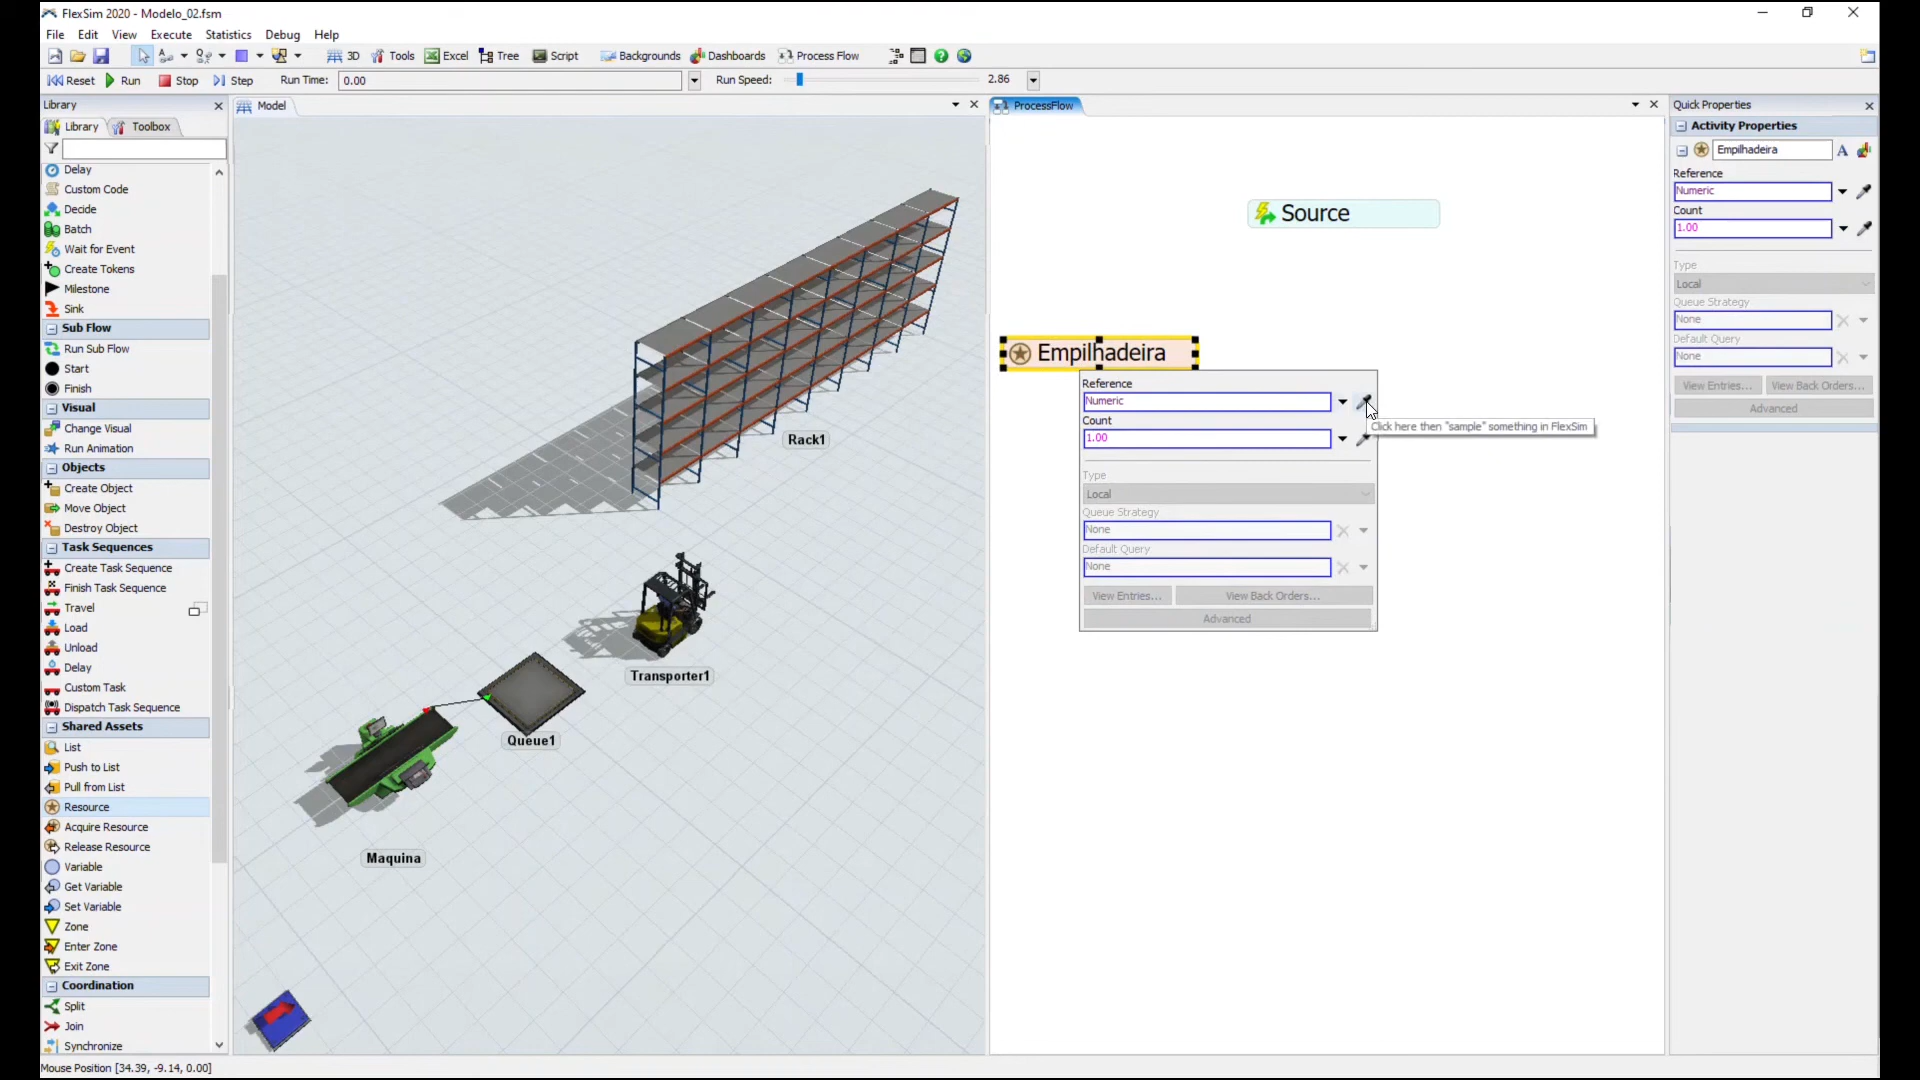 FlexSim 2020 - Modelo_02.fsm
File Edit View Execute Statistics Debug Help
3D Tools Excel Tree Script Backgrounds Dashboards Process Flow
Reset Run Stop Step Run Time: 0.00 Run Speed: 2.86
Library
Library Toolbox
Delay
Custom Code
Decide
Batch
Wait for Event
Create Tokens
Milestone
Sink
Sub Flow
Run Sub Flow
Start
Finish
Visual
Change Visual
Run Animation
Objects
Create Object
Move Object
Destroy Object
Task Sequences
Create Task Sequence
Finish Task Sequence
Travel
Load
Unload
Delay
Custom Task
Dispatch Task Sequence
Shared Assets
List
Push to List
Pull from List
Resource
Acquire Resource
Release Resource
Variable
Get Variable
Set Variable
Zone
Enter Zone
Exit Zone
Coordination
Split
Join
Synchronize
Mouse Position [34.39, -9.14, 0.00]
Model
Rack1
Transporter1
Queue1
Maquina
ProcessFlow
Source
Empilhadeira
Reference
Numeric
Click here then "sample" something in FlexSim
Count
1.00
Type
Local
Queue Strategy
None
Default Query
None
View Entries... View Back Orders...
Advanced
Quick Properties
Activity Properties
Empilhadeira
Reference
Numeric
Count
1.00
Type
Local
Queue Strategy
None
Default Query
None
View Entries... View Back Orders...
Advanced